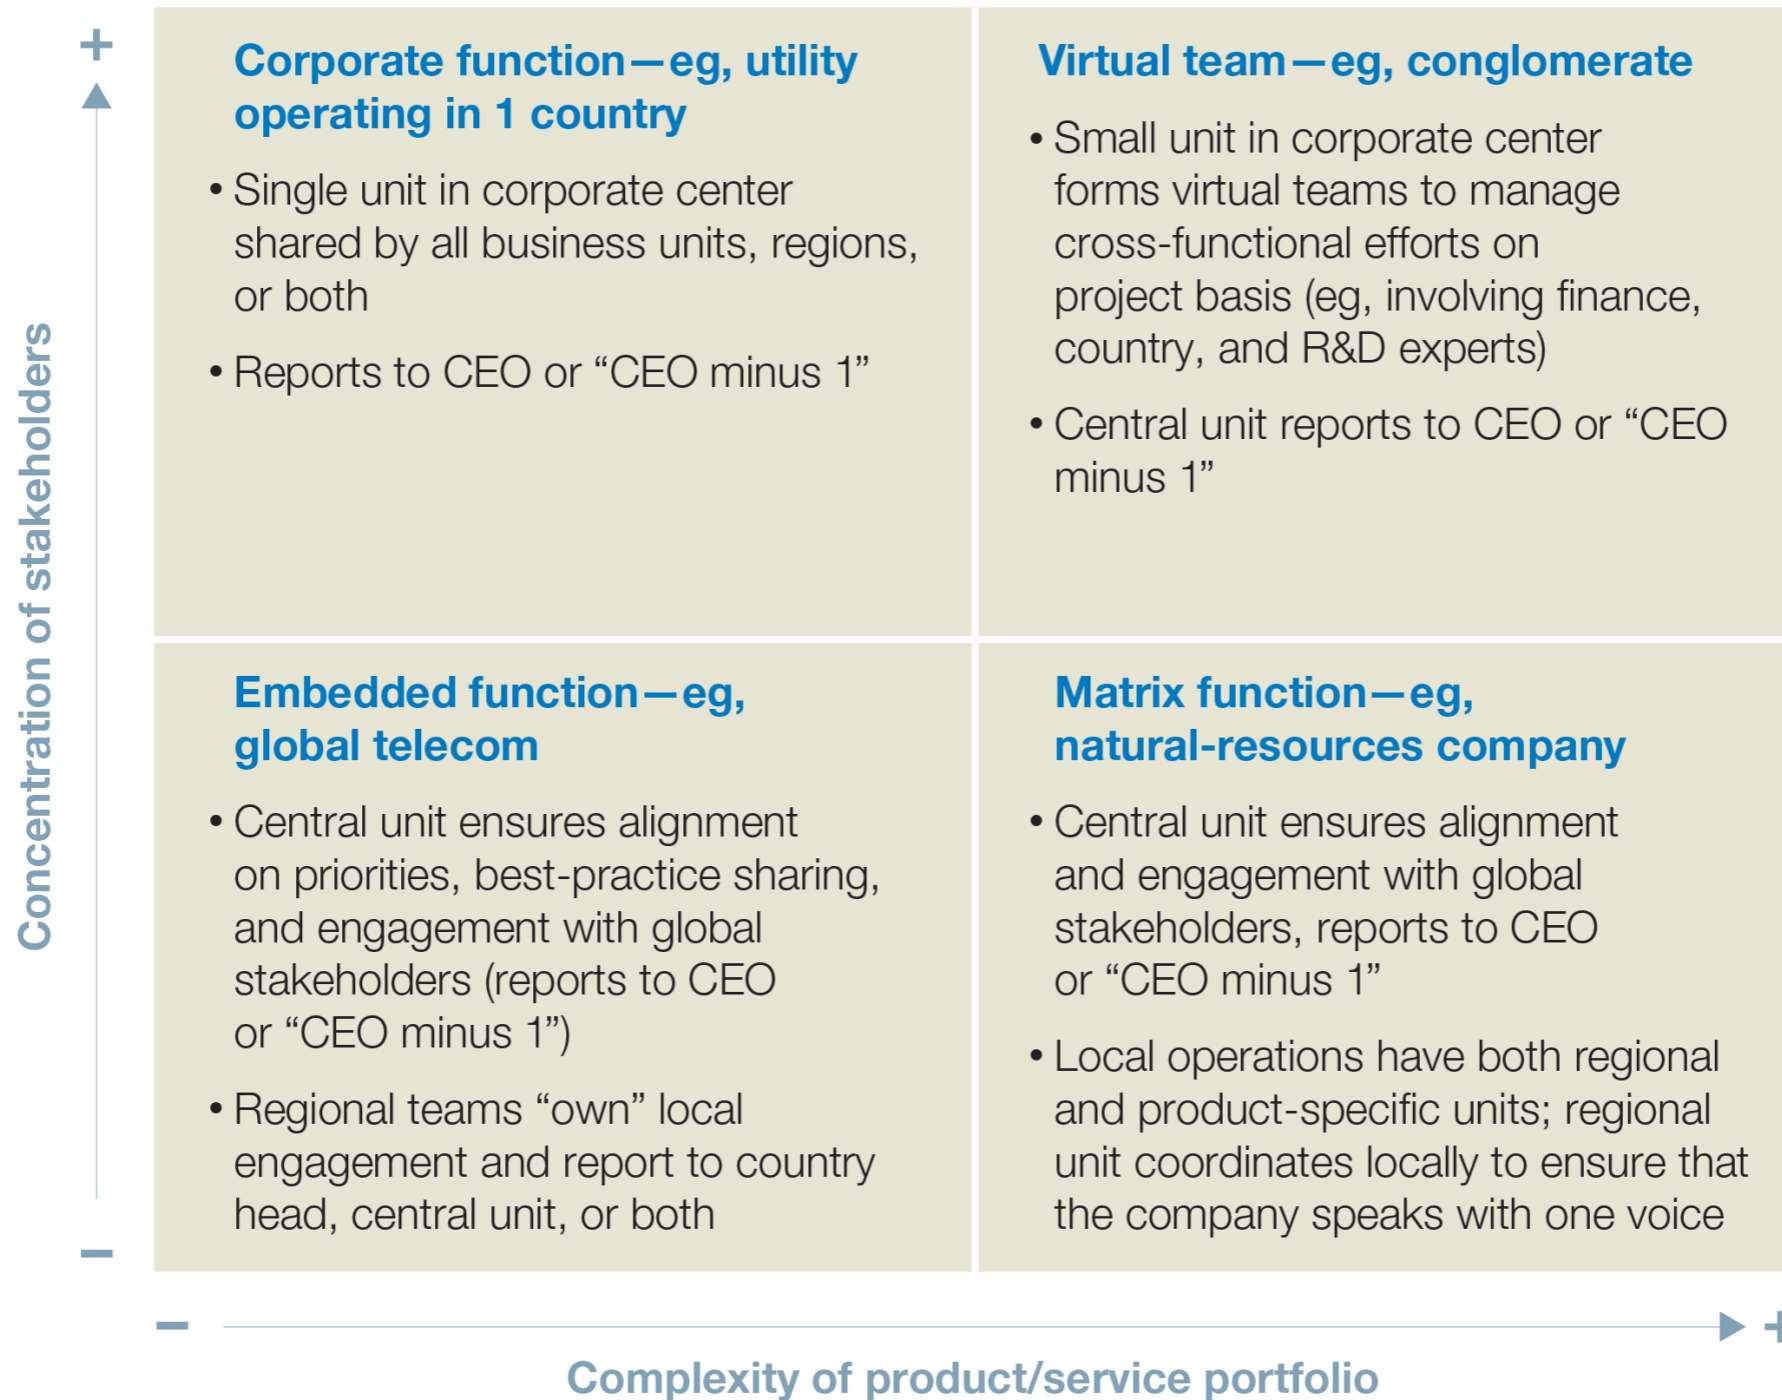 +
Concentration of stakeholders
–
Corporate function—eg, utility
operating in 1 country
• Single unit in corporate center
shared by all business units, regions,
or both
• Reports to CEO or “CEO minus 1”
Virtual team—eg, conglomerate
• Small unit in corporate center
forms virtual teams to manage
cross-functional efforts on
project basis (eg, involving finance,
country, and R&D experts)
• Central unit reports to CEO or “CEO
minus 1”
Embedded function—eg,
global telecom
• Central unit ensures alignment
on priorities, best-practice sharing,
and engagement with global
stakeholders (reports to CEO
or “CEO minus 1”)
• Regional teams “own” local
engagement and report to country
head, central unit, or both
Matrix function—eg,
natural-resources company
• Central unit ensures alignment
and engagement with global
stakeholders, reports to CEO
or “CEO minus 1”
• Local operations have both regional
and product-specific units; regional
unit coordinates locally to ensure that
the company speaks with one voice
– +
Complexity of product/service portfolio